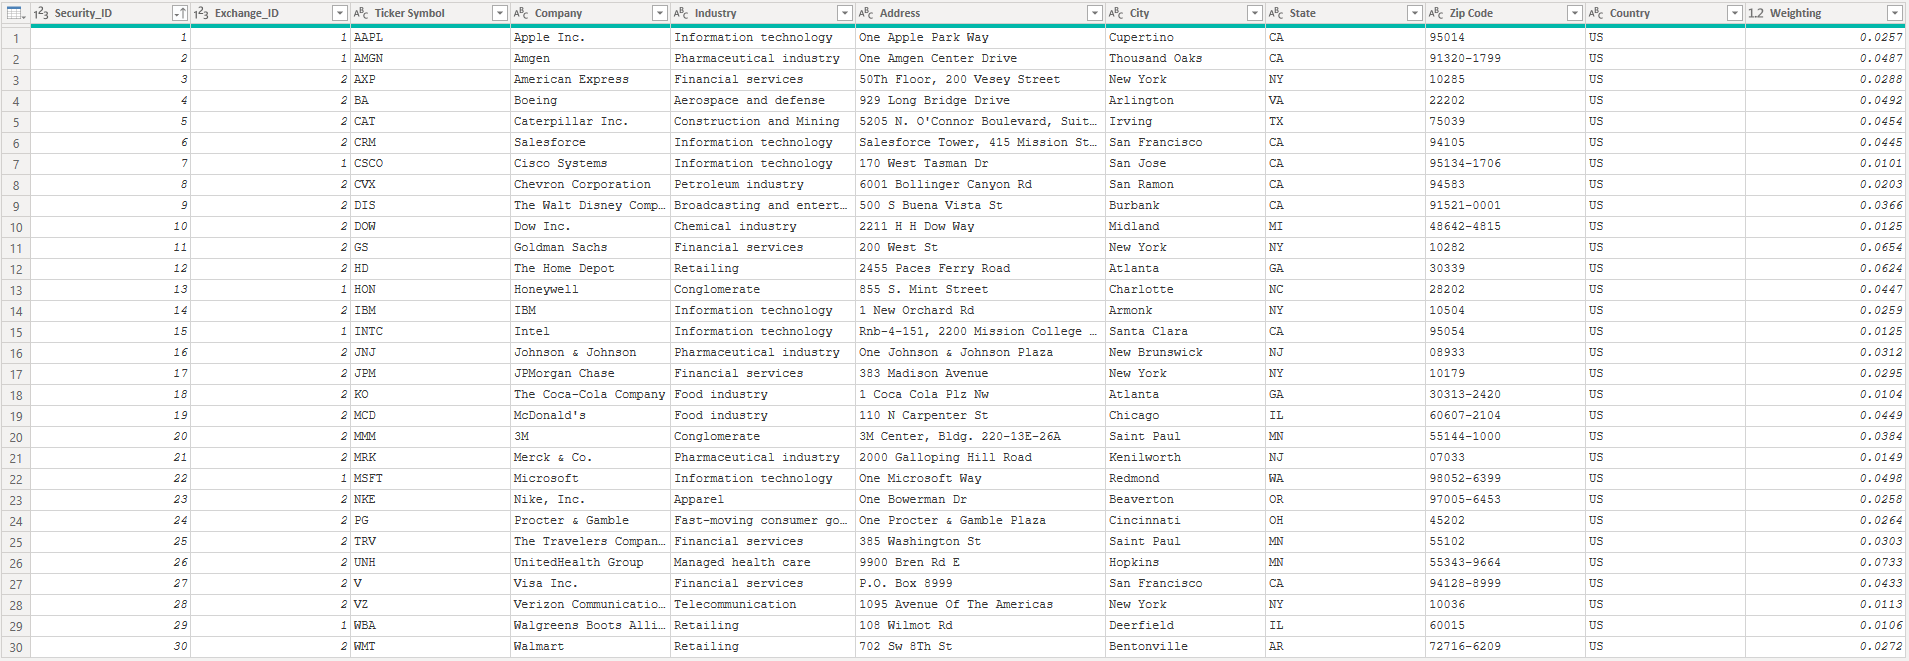 123 Security_ID 123 Exchange_ID ABC Ticker Symbol ABC Company ABC Industry ABC Address ABC City ABC State ABC Zip Code ABC Country 1.2 Weighting
1 1 1 AAPL Apple Inc. Information technology One Apple Park Way Cupertino CA 95014 US 0.0257
2 2 1 AMGN Amgen Pharmaceutical industry One Amgen Center Drive Thousand Oaks CA 91320-1799 US 0.0487
3 3 2 AXP American Express Financial services 50Th Floor, 200 Vesey Street New York NY 10285 US 0.0288
4 4 2 BA Boeing Aerospace and defense 929 Long Bridge Drive Arlington VA 22202 US 0.0492
5 5 2 CAT Caterpillar Inc. Construction and Mining 5205 N. O'Connor Boulevard, Suit... Irving TX 75039 US 0.0454
6 6 2 CRM Salesforce Information technology Salesforce Tower, 415 Mission St... San Francisco CA 94105 US 0.0445
7 7 1 CSCO Cisco Systems Information technology 170 West Tasman Dr San Jose CA 95134-1706 US 0.0101
8 8 2 CVX Chevron Corporation Petroleum industry 6001 Bollinger Canyon Rd San Ramon CA 94583 US 0.0203
9 9 2 DIS The Walt Disney Comp... Broadcasting and entert... 500 S Buena Vista St Burbank CA 91521-0001 US 0.0366
10 10 2 DOW Dow Inc. Chemical industry 2211 H H Dow Way Midland MI 48642-4815 US 0.0125
11 11 2 GS Goldman Sachs Financial services 200 West St New York NY 10282 US 0.0654
12 12 2 HD The Home Depot Retailing 2455 Paces Ferry Road Atlanta GA 30339 US 0.0624
13 13 1 HON Honeywell Conglomerate 855 S. Mint Street Charlotte NC 28202 US 0.0447
14 14 2 IBM IBM Information technology 1 New Orchard Rd Armonk NY 10504 US 0.0259
15 15 1 INTC Intel Information technology Rnb-4-151, 2200 Mission College ... Santa Clara CA 95054 US 0.0125
16 16 2 JNJ Johnson & Johnson Pharmaceutical industry One Johnson & Johnson Plaza New Brunswick NJ 08933 US 0.0312
17 17 2 JPM JPMorgan Chase Financial services 383 Madison Avenue New York NY 10179 US 0.0295
18 18 2 KO The Coca-Cola Company Food industry 1 Coca Cola Plz Nw Atlanta GA 30313-2420 US 0.0104
19 19 2 MCD McDonald's Food industry 110 N Carpenter St Chicago IL 60607-2104 US 0.0449
20 20 2 MMM 3M Conglomerate 3M Center, Bldg. 220-13E-26A Saint Paul MN 55144-1000 US 0.0384
21 21 2 MRK Merck & Co. Pharmaceutical industry 2000 Galloping Hill Road Kenilworth NJ 07033 US 0.0149
22 22 1 MSFT Microsoft Information technology One Microsoft Way Redmond WA 98052-6399 US 0.0498
23 23 2 NKE Nike, Inc. Apparel One Bowerman Dr Beaverton OR 97005-6453 US 0.0258
24 24 2 PG Procter & Gamble Fast-moving consumer go... One Procter & Gamble Plaza Cincinnati OH 45202 US 0.0264
25 25 2 TRV The Travelers Compan... Financial services 385 Washington St Saint Paul MN 55102 US 0.0303
26 26 2 UNH UnitedHealth Group Managed health care 9900 Bren Rd E Hopkins MN 55343-9664 US 0.0733
27 27 2 V Visa Inc. Financial services P.O. Box 8999 San Francisco CA 94128-8999 US 0.0433
28 28 2 VZ Verizon Communicatio... Telecommunication 1095 Avenue Of The Americas New York NY 10036 US 0.0113
29 29 1 WBA Walgreens Boots Alli... Retailing 108 Wilmot Rd Deerfield IL 60015 US 0.0106
30 30 2 WMT Walmart Retailing 702 Sw 8Th St Bentonville AR 72716-6209 US 0.0272